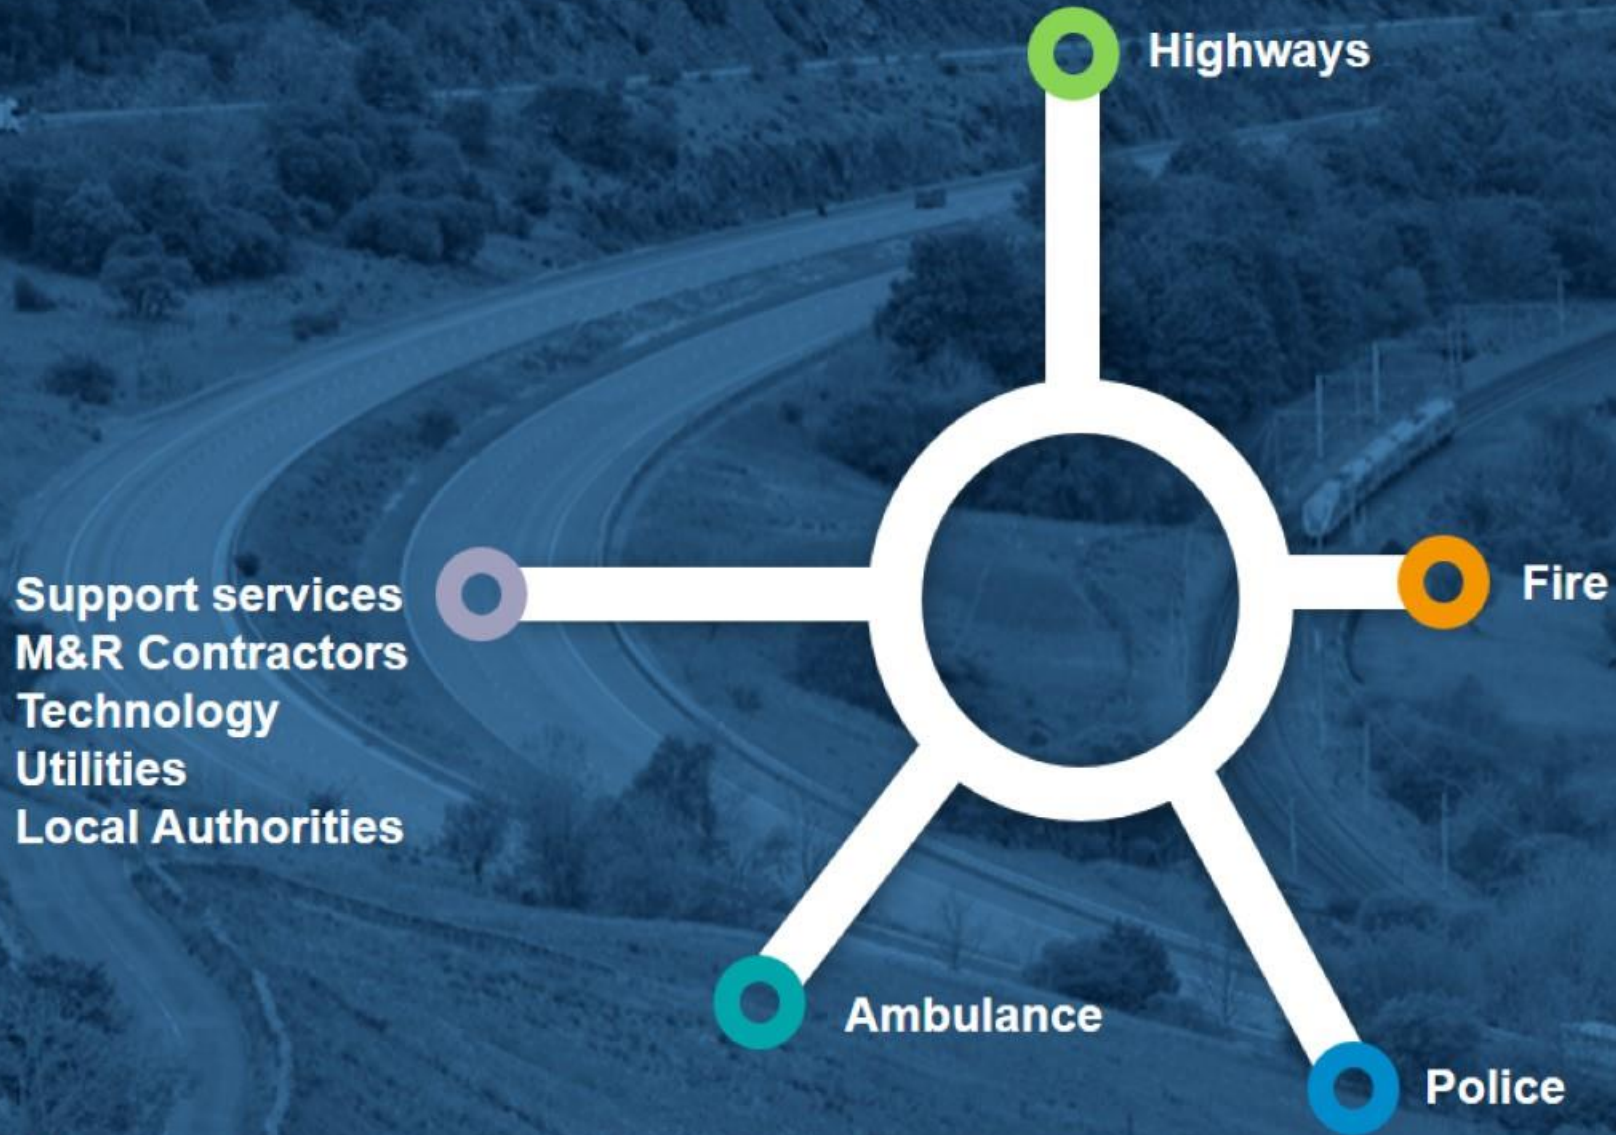 Highways
Fire
Support services
M&R Contractors
Technology
Utilities
Local Authorities
Ambulance
Police